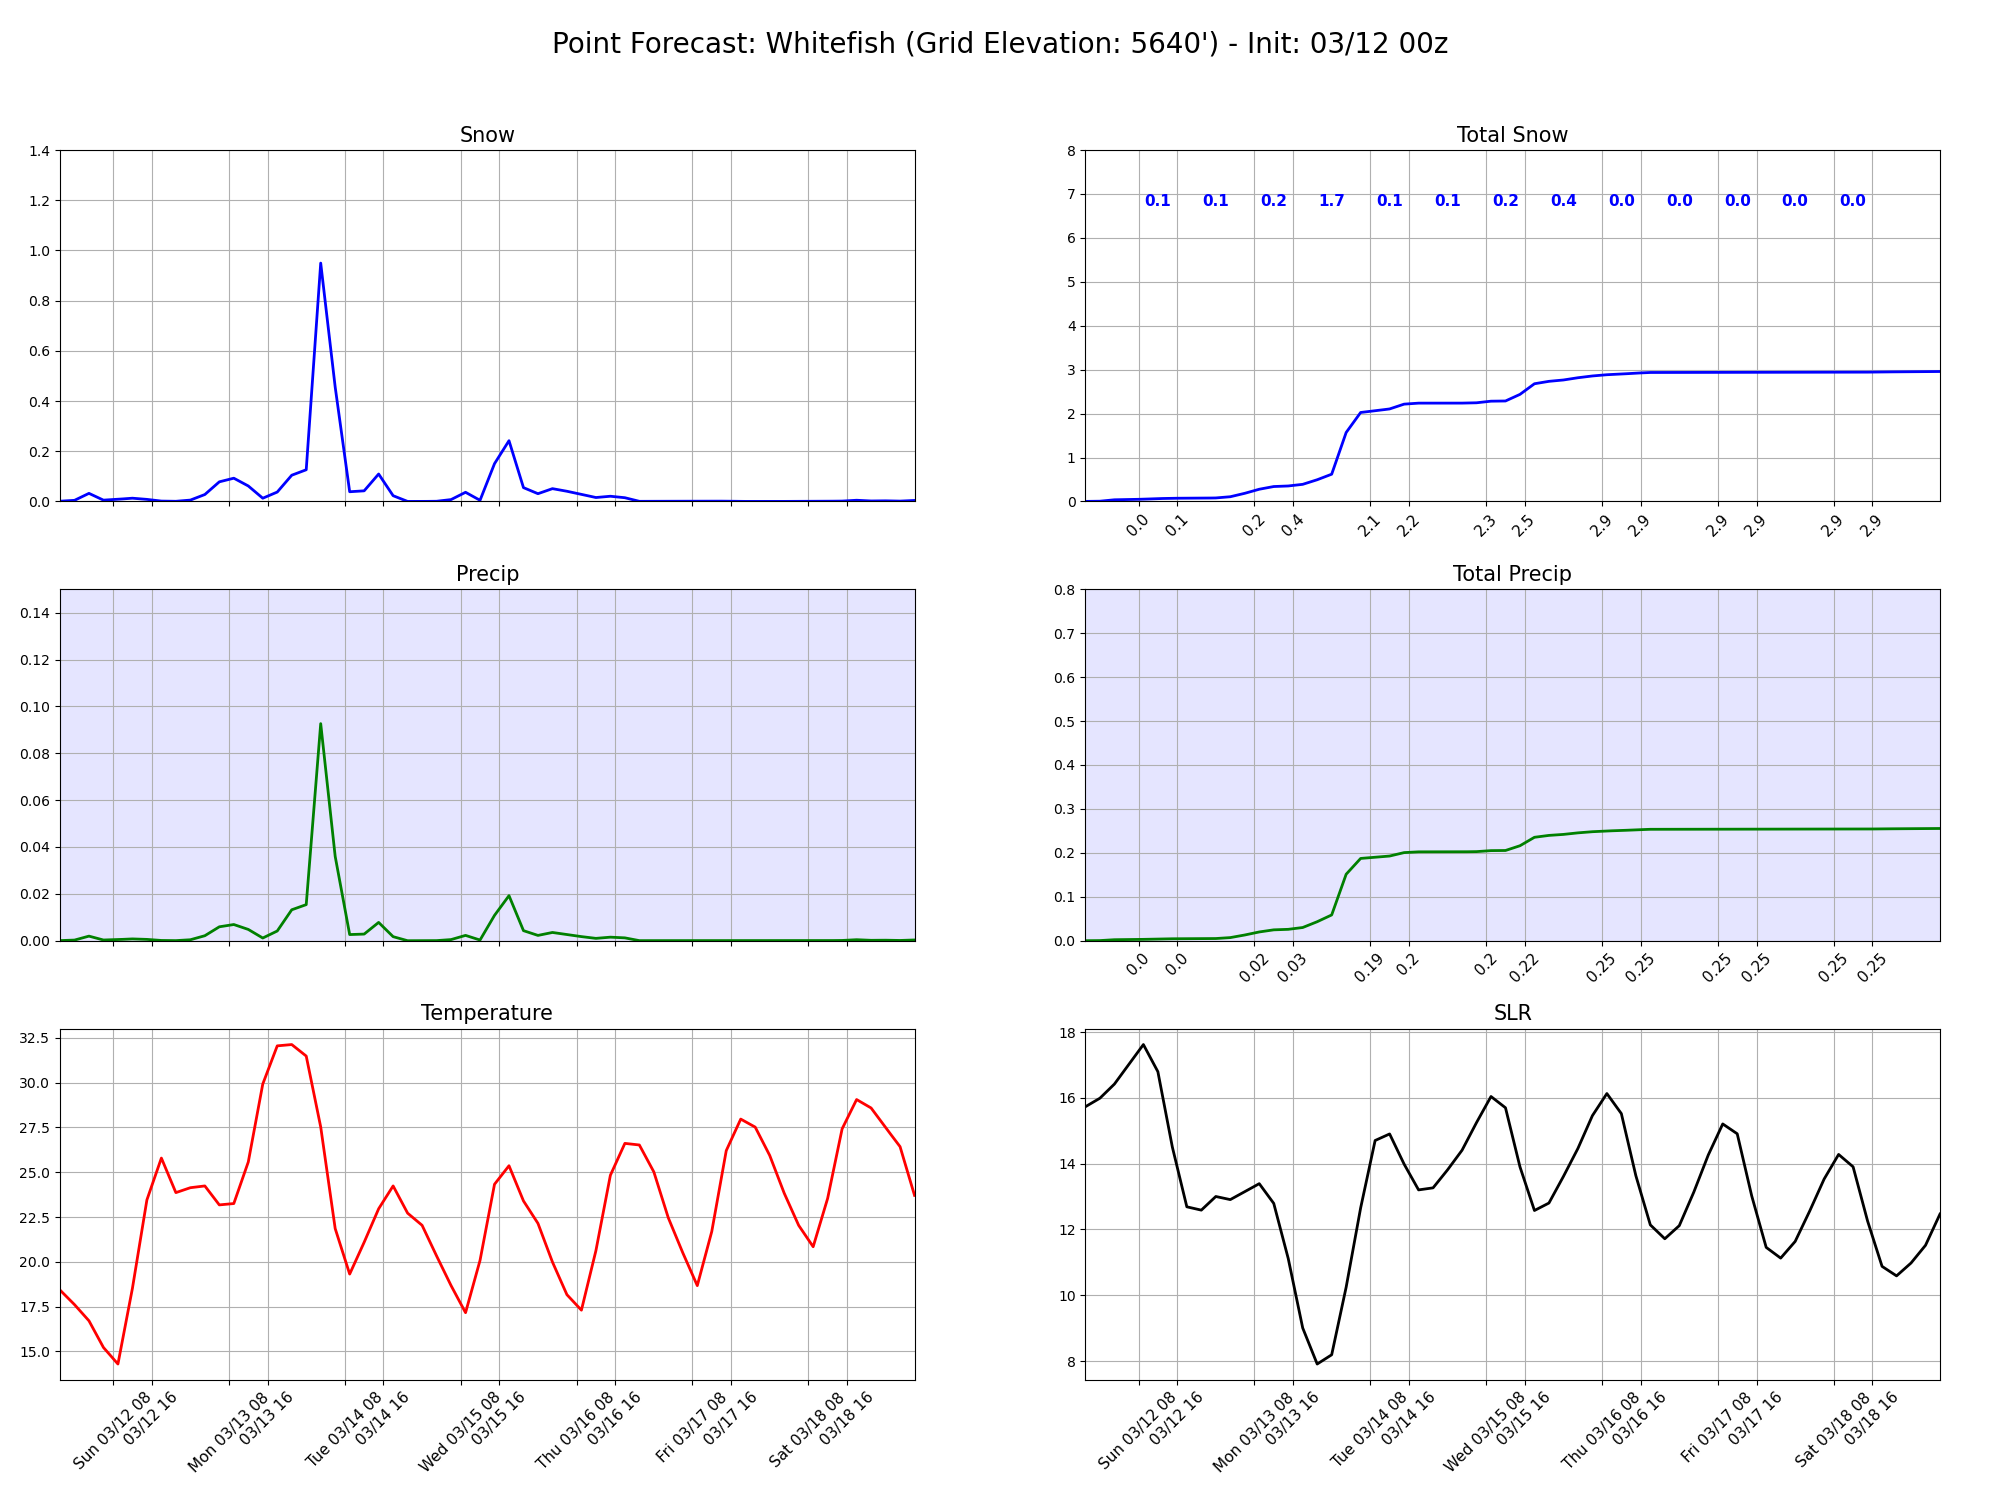 Point Forecast: Whitefish (Grid Elevation: 5640') - Init: 03/12 00z
Snow
1.4
1.2
1.0
0.8
0.6
0.4
0.2
0.0
Total Snow
8
7
6
5
4
3
2
1
0
0.1 0.1 0.2 1.7 0.1 0.1 0.2 0.4 0.0 0.0 0.0 0.0 0.0
0.0 0.1 0.2 0.4 2.1 2.2 2.3 2.5 2.9 2.9 2.9 2.9 2.9 2.9
Precip
0.14
0.12
0.10
0.08
0.06
0.04
0.02
0.00
Total Precip
0.8
0.7
0.6
0.5
0.4
0.3
0.2
0.1
0.0
0.0 0.0 0.02 0.03 0.19 0.2 0.2 0.22 0.25 0.25 0.25 0.25 0.25 0.25
Temperature
32.5
30.0
27.5
25.0
22.5
20.0
17.5
15.0
Sun 03/12 08
03/12 16
Mon 03/13 08
03/13 16
Tue 03/14 08
03/14 16
Wed 03/15 08
03/15 16
Thu 03/16 08
03/16 16
Fri 03/17 08
03/17 16
Sat 03/18 08
03/18 16
SLR
18
16
14
12
10
8
Sun 03/12 08
03/12 16
Mon 03/13 08
03/13 16
Tue 03/14 08
03/14 16
Wed 03/15 08
03/15 16
Thu 03/16 08
03/16 16
Fri 03/17 08
03/17 16
Sat 03/18 08
03/18 16